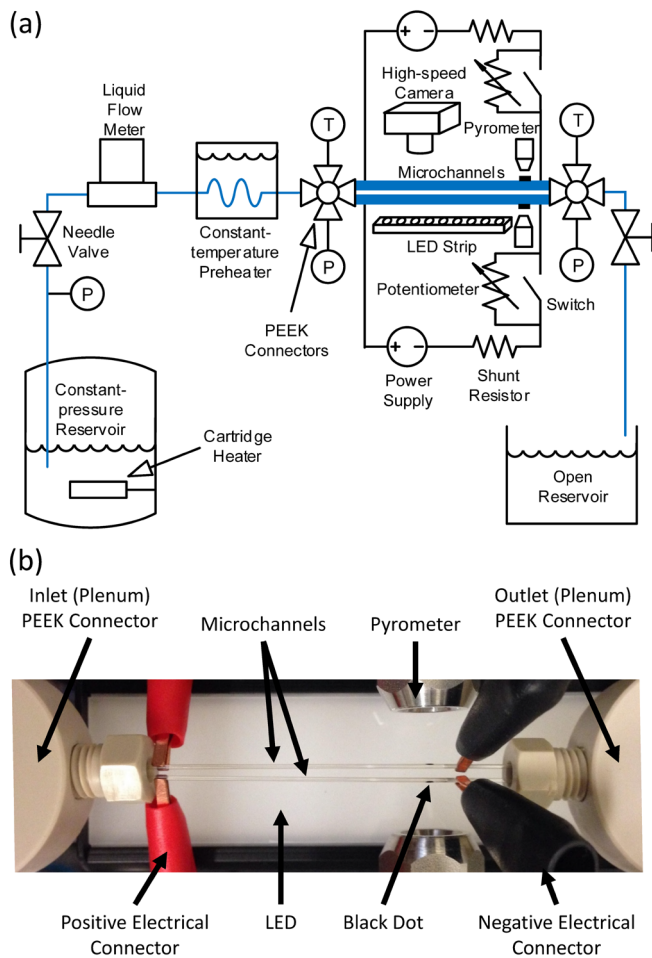 (a)
Liquid
Flow
Meter
High-speed
Camera
Pyrometer
T
T
Microchannels
Needle
Valve
Constant-
temperature
Preheater
LED Strip
P
P
P
Potentiometer
Switch
PEEK
Connectors
Power
Supply
Shunt
Resistor
Constant-
pressure
Reservoir
Cartridge
Heater
Open
Reservoir
(b)
Inlet (Plenum)
PEEK Connector
Microchannels
Pyrometer
Outlet (Plenum)
PEEK Connector
Positive Electrical
Connector
LED
Black Dot
Negative Electrical
Connector